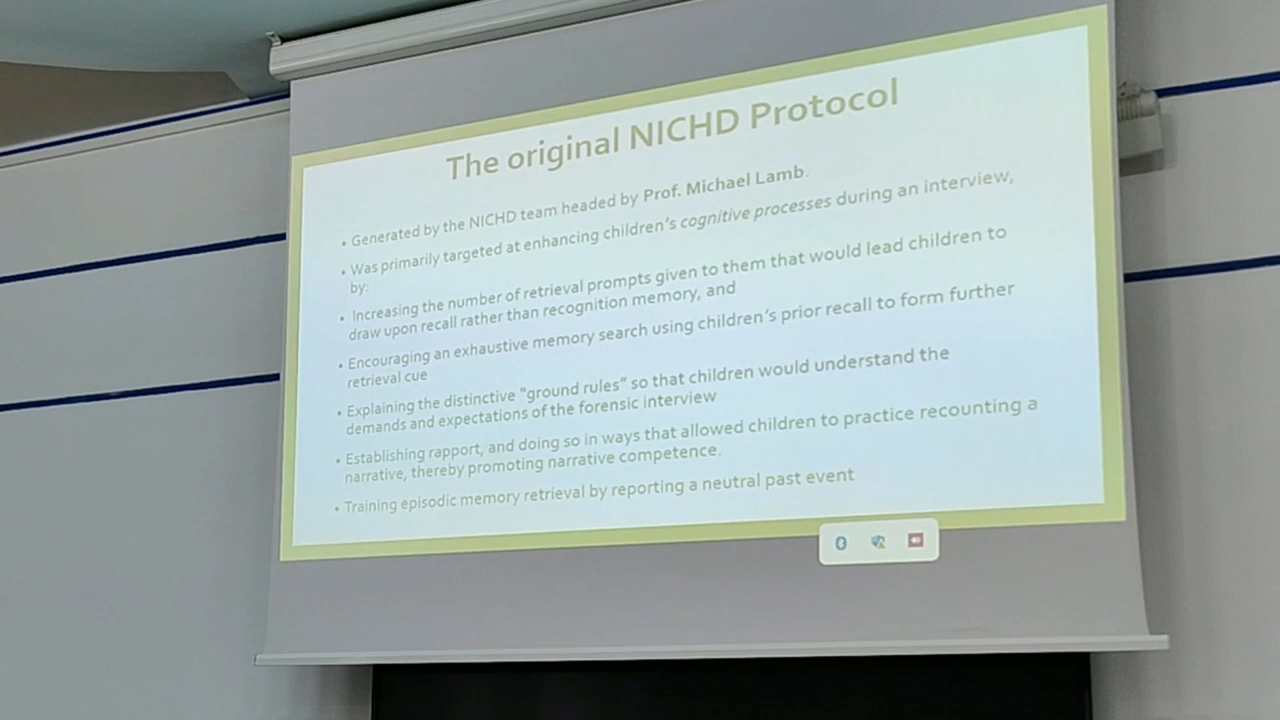 The original NICHD Protocol
• Generated by the NICHD team headed by Prof. Michael Lamb.
• Was primarily targeted at enhancing children's cognitive processes during an interview,
by:
• Increasing the number of retrieval prompts given to them that would lead children to
draw upon recall rather than recognition memory, and
• Encouraging an exhaustive memory search using children's prior recall to form further
retrieval cue
• Explaining the distinctive "ground rules" so that children would understand the
demands and expectations of the forensic interview
• Establishing rapport, and doing so in ways that allowed children to practice recounting a
narrative, thereby promoting narrative competence.
• Training episodic memory retrieval by reporting a neutral past event